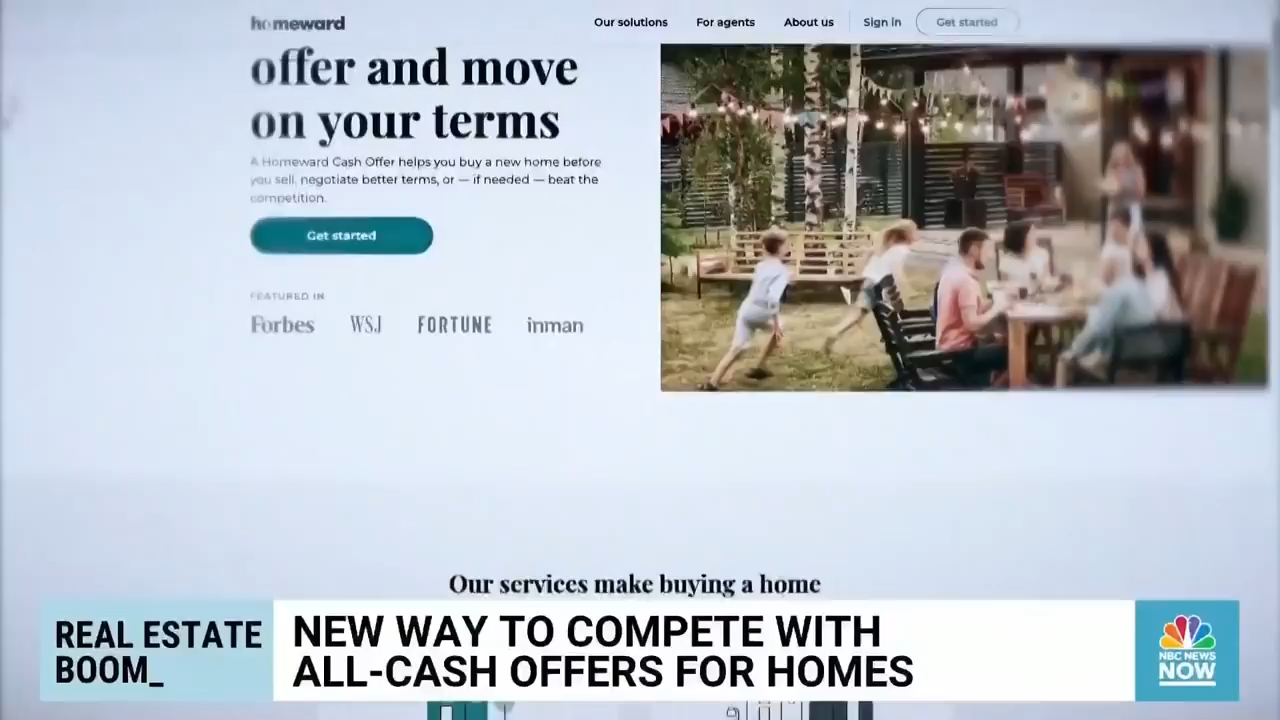 homeward
Our solutions
For agents
About us
Sign in
Get started
offer and move
on your terms
A Homeward Cash Offer helps you buy a new home before
you sell, negotiate better terms, or — if needed — beat the
competition.
Get started
FEATURED IN
Forbes
WSJ
FORTUNE
inman
Our services make buying a home
REAL ESTATE
BOOM_
NEW WAY TO COMPETE WITH
ALL-CASH OFFERS FOR HOMES
NBC NEWS
NOW